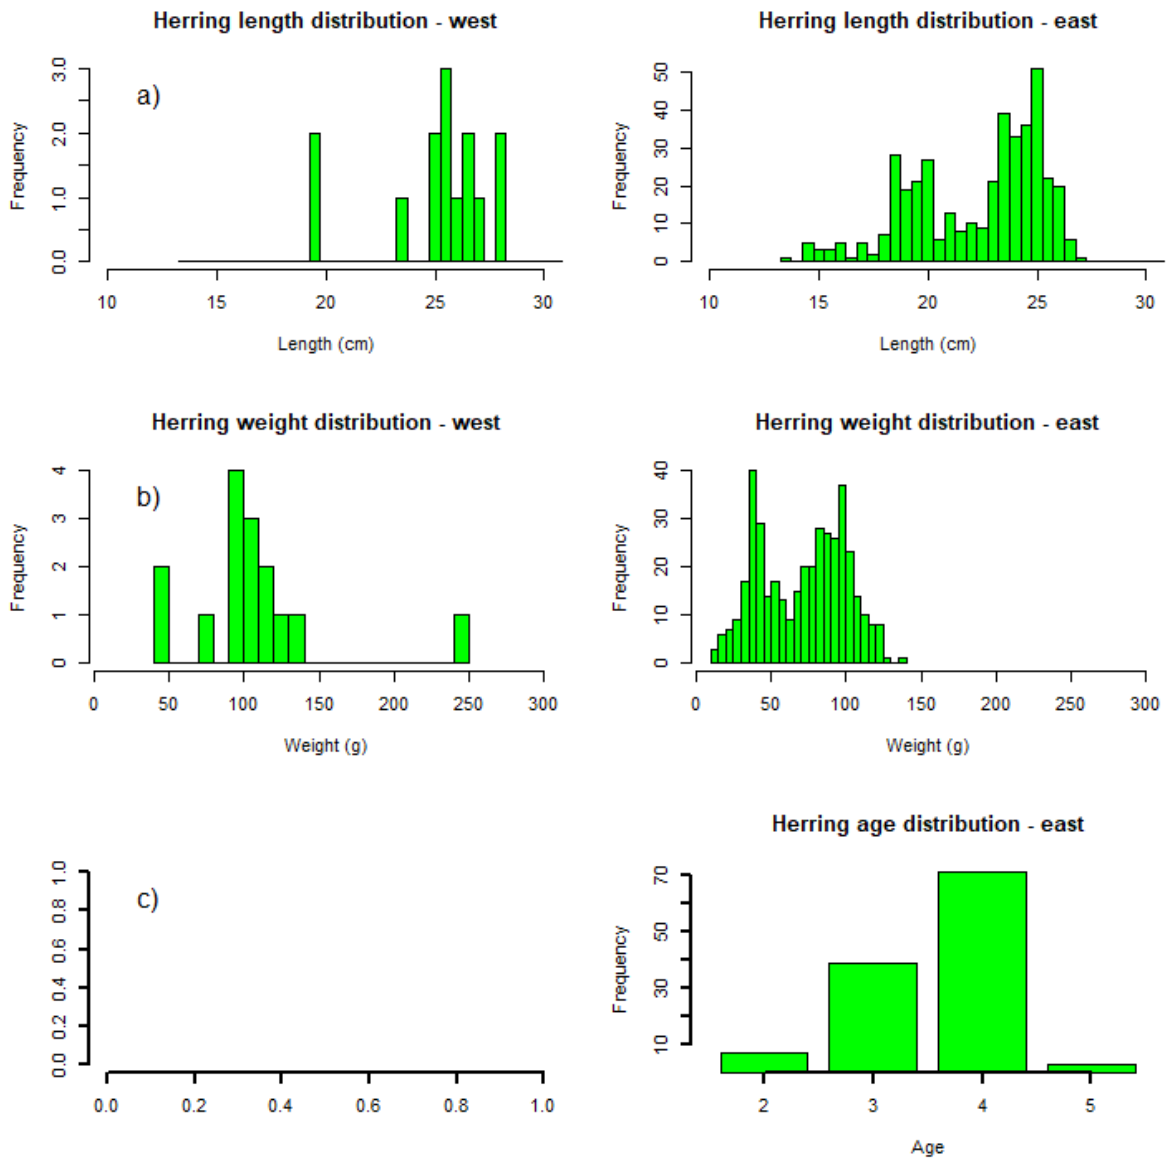 Herring length distribution - west
a)
Frequency
0.0 1.0 2.0 3.0
10 15 20 25 30
Length (cm)
Herring length distribution - east
Frequency
0 10 20 30 40 50
10 15 20 25 30
Length (cm)
Herring weight distribution - west
b)
Frequency
0 1 2 3 4
0 50 100 150 200 250 300
Weight (g)
Herring weight distribution - east
Frequency
0 10 20 30 40
0 50 100 150 200 250 300
Weight (g)
c)
0.0 0.2 0.4 0.6 0.8 1.0
0.0 0.2 0.4 0.6 0.8 1.0
Herring age distribution - east
Frequency
10 30 50 70
2 3 4 5
Age